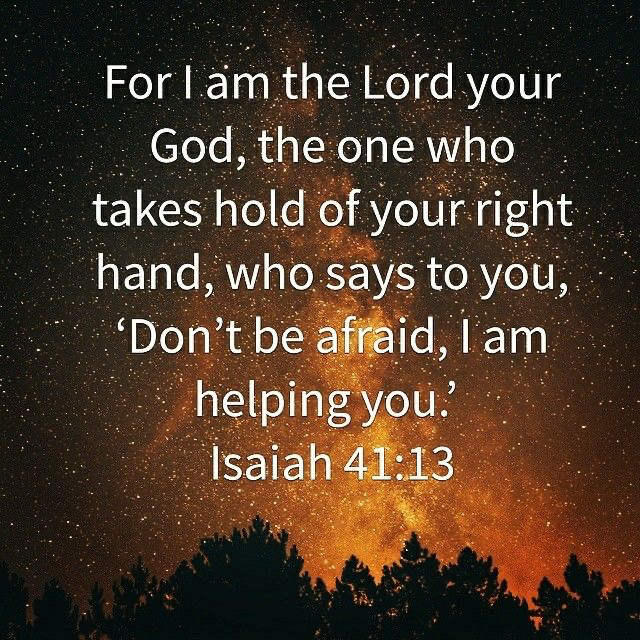 For I am the Lord your
God, the one who
takes hold of your right
hand, who says to you,
‘Don’t be afraid, I am
helping you.’
Isaiah 41:13